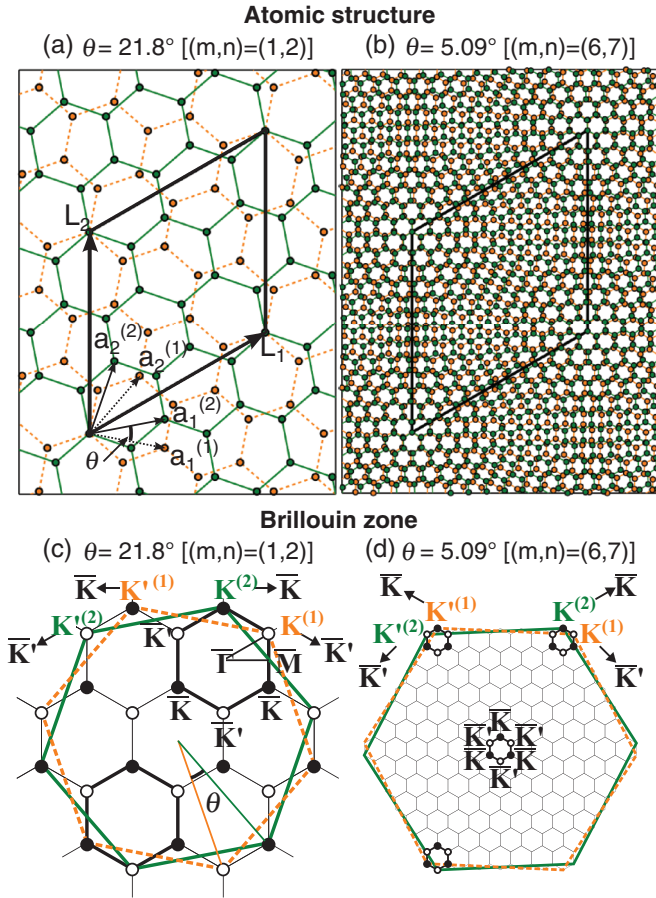 Atomic structure
(a) θ = 21.8° [(m,n)=(1,2)]
(b) θ = 5.09° [(m,n)=(6,7)]
L₂
L₁
a₂⁽²⁾
a₂⁽¹⁾
a₁⁽²⁾
a₁⁽¹⁾
θ
Brillouin zone
(c) θ = 21.8° [(m,n)=(1,2)]
(d) θ = 5.09° [(m,n)=(6,7)]
K̅ K'⁽¹⁾ K⁽²⁾ K̅
K'⁽²⁾ K⁽¹⁾
K̅' K̅' K̅'
Γ̅ M̅
K̅ K̅
K̅'
θ
K̅ K'⁽¹⁾ K⁽²⁾ K̅
K'⁽²⁾ K⁽¹⁾
K̅' K̅'
K̅
K̅' K̅'
K̅ K̅
K̅'